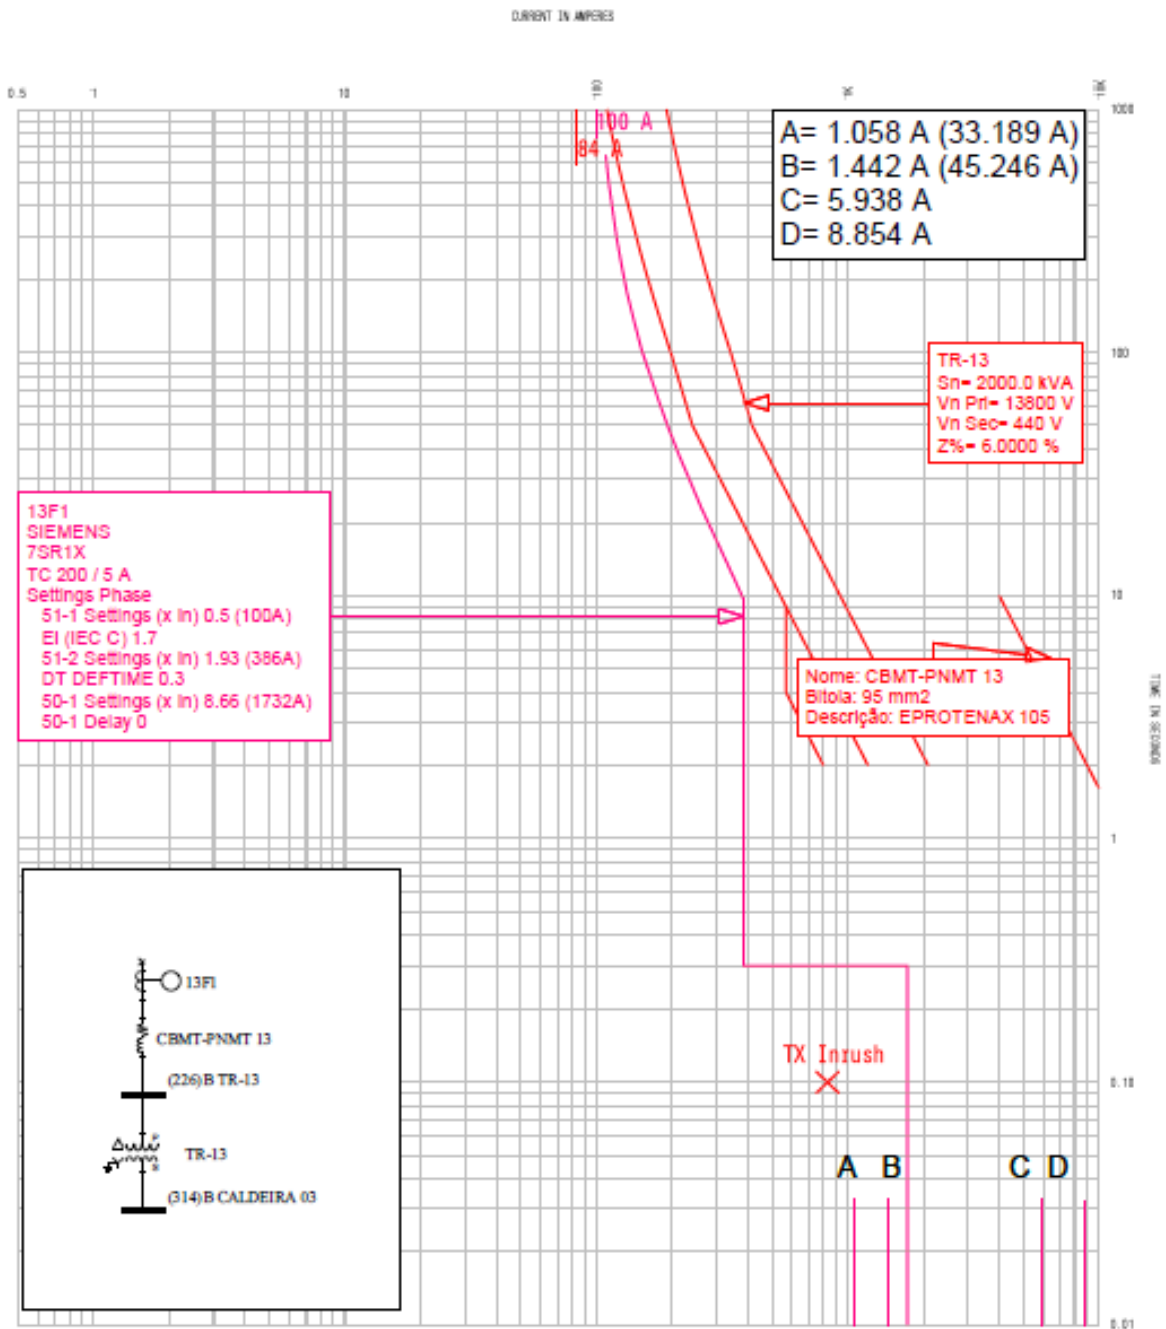 CURRENT IN AMPERES
0.5
1
10
100
1K
10K
1000
100 A
84 A
A= 1.058 A (33.189 A)
B= 1.442 A (45.246 A)
C= 5.938 A
D= 8.854 A
100
TR-13
Sn= 2000.0 kVA
Vn Pri= 13800 V
Vn Sec= 440 V
Z%= 6.0000 %
13F1
SIEMENS
7SR1X
TC 200 / 5 A
Settings Phase
51-1 Settings (x In) 0.5 (100A)
EI (IEC C) 1.7
51-2 Settings (x In) 1.93 (386A)
DT DEFTIME 0.3
50-1 Settings (x In) 8.66 (1732A)
50-1 Delay 0
10
Nome: CBMT-PNMT 13
Bitola: 95 mm2
Descrição: EPROTENAX 105
TIME IN SECONDS
1
13F1
CBMT-PNMT 13
(226)B TR-13
TR-13
(314)B CALDEIRA 03
TX Inrush
0.10
A B C D
0.01